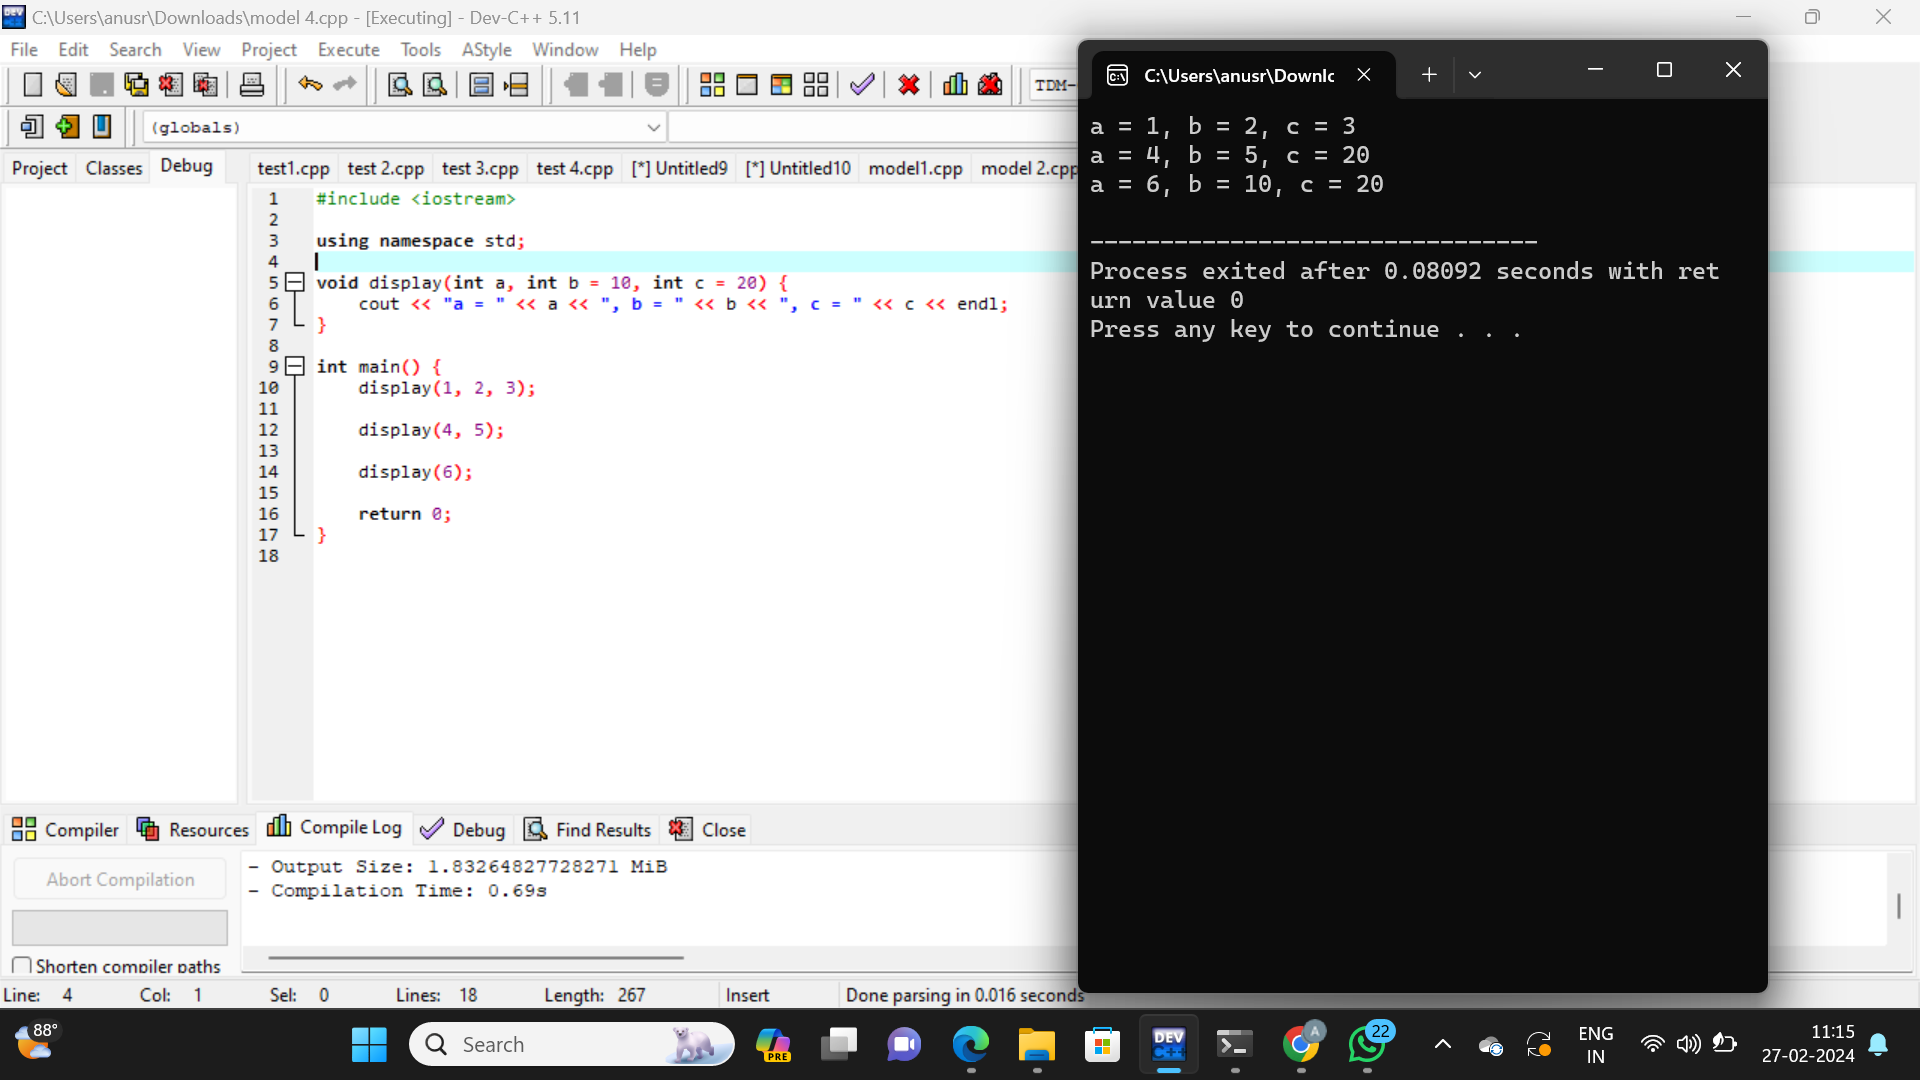 C:\Users\anusr\Downloads\model 4.cpp - [Executing] - Dev-C++ 5.11
File Edit Search View Project Execute Tools AStyle Window Help
TDM-
(globals)
Project Classes Debug
test1.cpp test 2.cpp test 3.cpp test 4.cpp [*] Untitled9 [*] Untitled10 model1.cpp model 2.cpp
1 #include <iostream>
2
3 using namespace std;
4
5 void display(int a, int b = 10, int c = 20) {
6 cout << "a = " << a << ", b = " << b << ", c = " << c << endl;
7 }
8
9 int main() {
10 display(1, 2, 3);
11
12 display(4, 5);
13
14 display(6);
15
16 return 0;
17 }
18
C:\Users\anusr\Downlc
a = 1, b = 2, c = 3
a = 4, b = 5, c = 20
a = 6, b = 10, c = 20
--------------------------------
Process exited after 0.08092 seconds with ret
urn value 0
Press any key to continue . . .
Compiler Resources Compile Log Debug Find Results Close
Abort Compilation
Shorten compiler paths
- Output Size: 1.83264827728271 MiB
- Compilation Time: 0.69s
Line: 4 Col: 1 Sel: 0 Lines: 18 Length: 267 Insert Done parsing in 0.016 seconds
88°
Search
PRE
DEV
C++
A
22
ENG
IN
11:15
27-02-2024